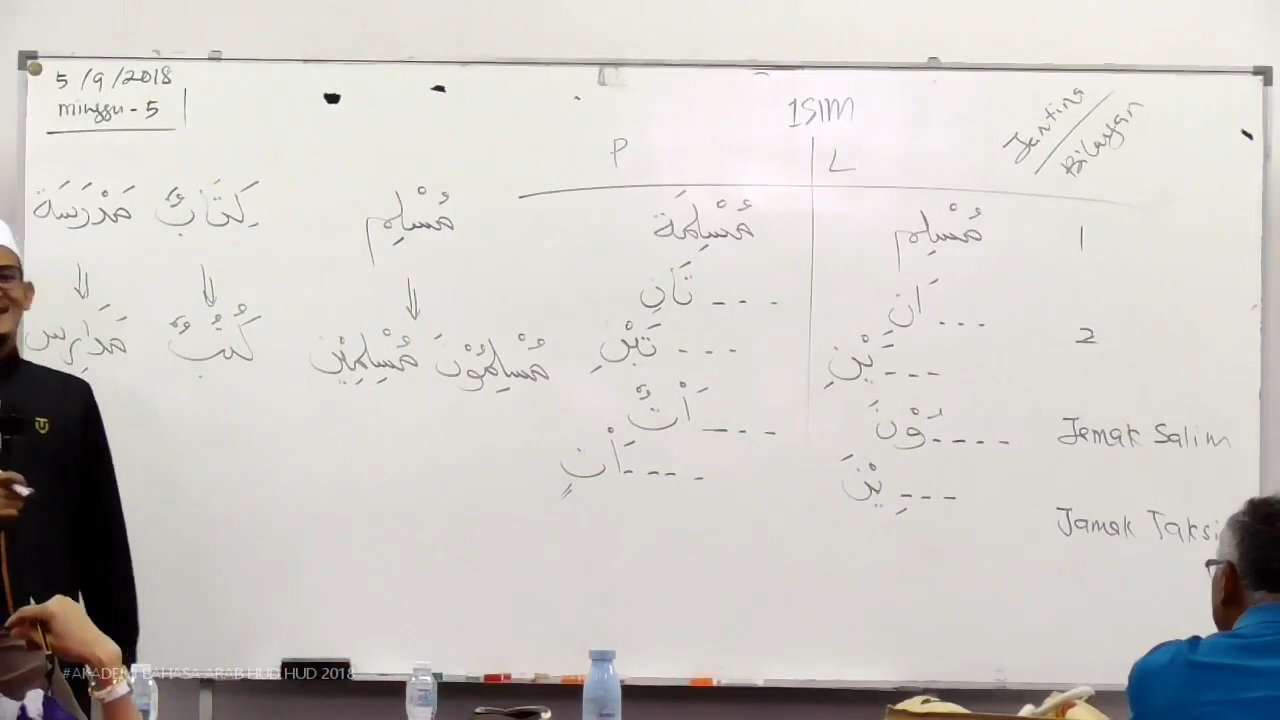 5/9/2018
minggu - 5
ISIM
Jantina
Bilangan
P L
مَدْرَسَة كِتَابٌ مُسْلِم مُسْلِمَة مُسْلِم 1
تَانِ - - - َانِ - - -
2
تَيْنِ - - - َيْنِ - - -
مَدَارِس كُتُبٌ مُسْلِمِيْن مُسْلِمُوْنَ
َاتٌ - - - ُوْنَ - - - - Jemak Salim
َاتٍ - - - - ِيْنَ - - -
Jamak Taksi
#AKADEMI BAHASA ARAB HUD HUD 2018